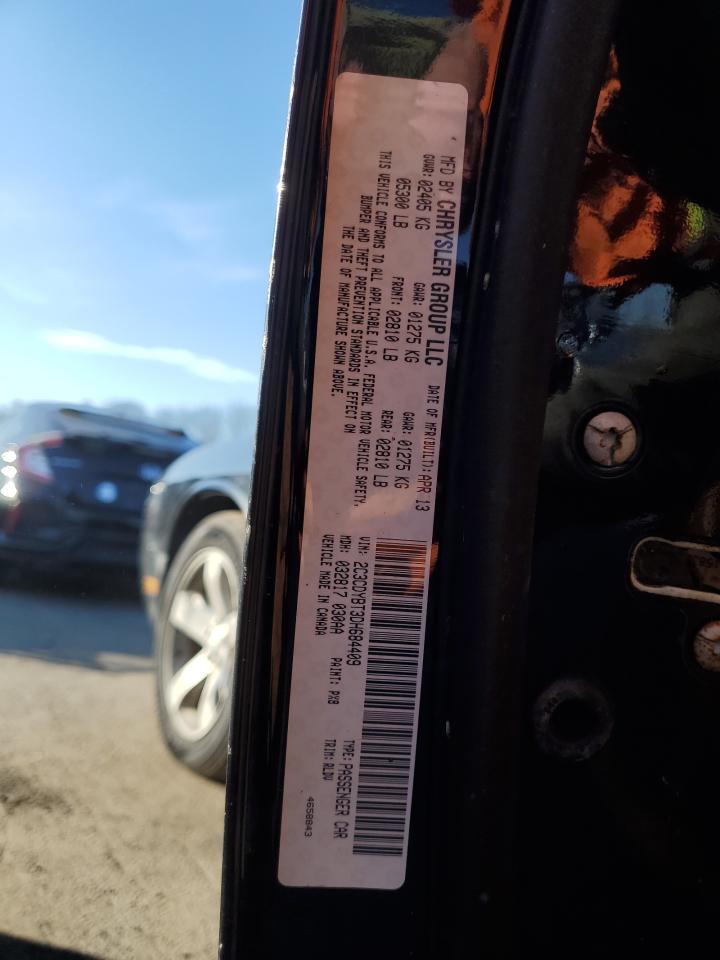 MFD BY CHRYSLER GROUP LLC DATE OF MFR(BUILT): APR 13
GVWR: 02405 KG GAWR: 01275 KG GAWR: 01275 KG
05300 LB FRONT: 02810 LB REAR: 02810 LB
THIS VEHICLE CONFORMS TO ALL APPLICABLE U.S.A. FEDERAL MOTOR VEHICLE SAFETY,
BUMPER AND THEFT PREVENTION STANDARDS IN EFFECT ON
THE DATE OF MANUFACTURE SHOWN ABOVE.
VIN: 2C3CDYBT3DH684409 TYPE: PASSENGER CAR
MDH: 032817 030AA PAINT: PX8 TRIM: RLDV
VEHICLE MADE IN CANADA
4658843